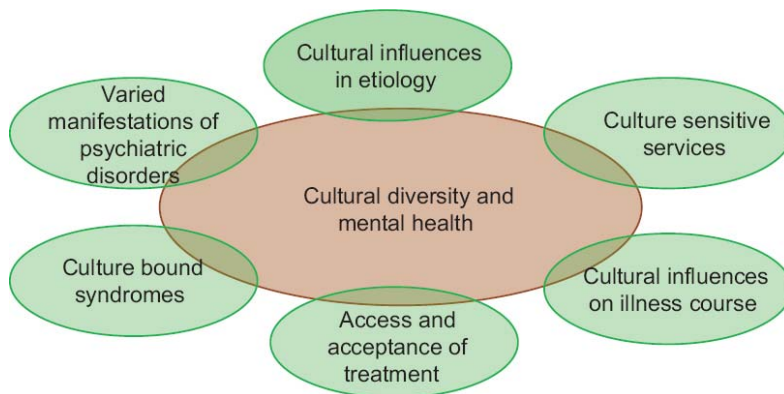 Cultural influences
in etiology
Varied
manifestations of
psychiatric
disorders
Culture sensitive
services
Cultural diversity and
mental health
Culture bound
syndromes
Cultural influences
on illness course
Access and
acceptance of
treatment